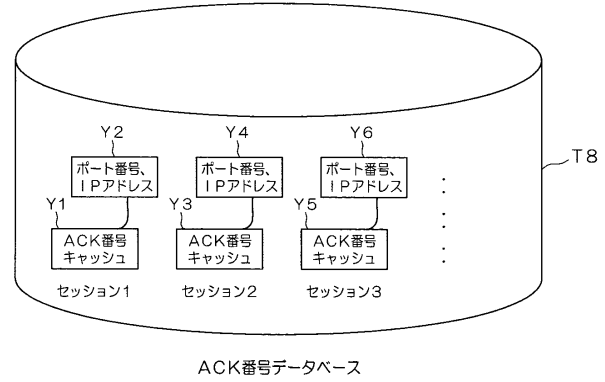 Y2
Y4
Y6
T8
ポート番号、
IPアドレス
ポート番号、
IPアドレス
ポート番号、
IPアドレス
Y1
Y3
Y5
ACK番号
キャッシュ
ACK番号
キャッシュ
ACK番号
キャッシュ
セッション1
セッション2
セッション3
ACK番号データベース